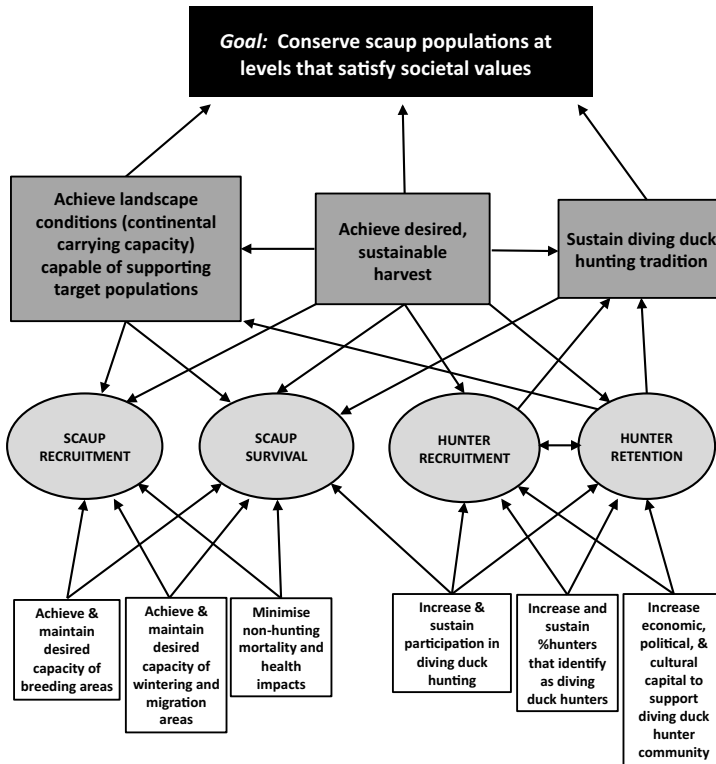 Goal: Conserve scaup populations at
levels that satisfy societal values
Achieve landscape
conditions (continental
carrying capacity)
capable of supporting
target populations
Achieve desired,
sustainable
harvest
Sustain diving duck
hunting tradition
SCAUP
RECRUITMENT
SCAUP
SURVIVAL
HUNTER
RECRUITMENT
HUNTER
RETENTION
Achieve &
maintain
desired
capacity of
breeding areas
Achieve &
maintain desired
capacity of
wintering and
migration
areas
Minimise
non-hunting
mortality and
health
impacts
Increase &
sustain
participation in
diving duck
hunting
Increase and
sustain
%hunters
that identify
as diving
duck hunters
Increase
economic,
political, &
cultural
capital to
support
diving duck
hunter
community